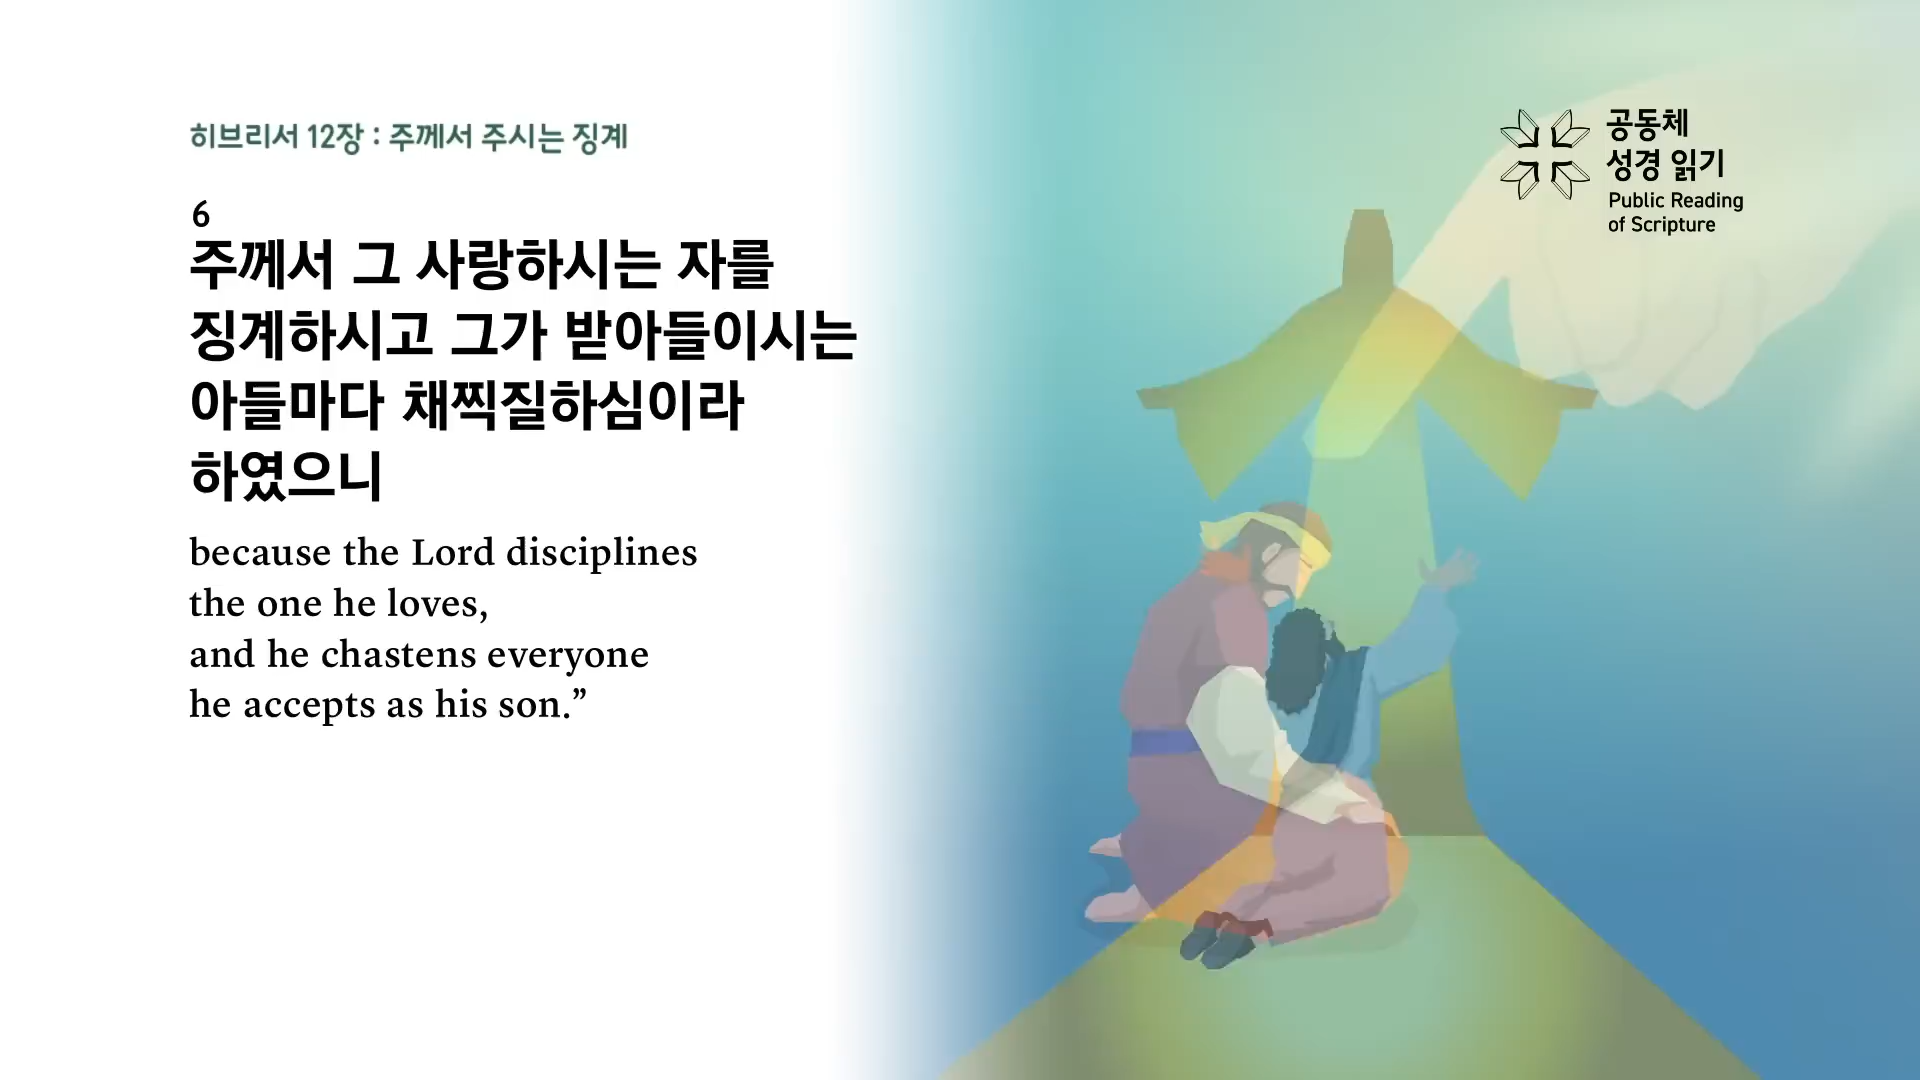 히브리서 12장 : 주께서 주시는 징계
6
주께서 그 사랑하시는 자를
징계하시고 그가 받아들이시는
아들마다 채찍질하심이라
하였으니
because the Lord disciplines
the one he loves,
and he chastens everyone
he accepts as his son.”
공동체
성경 읽기
Public Reading
of Scripture